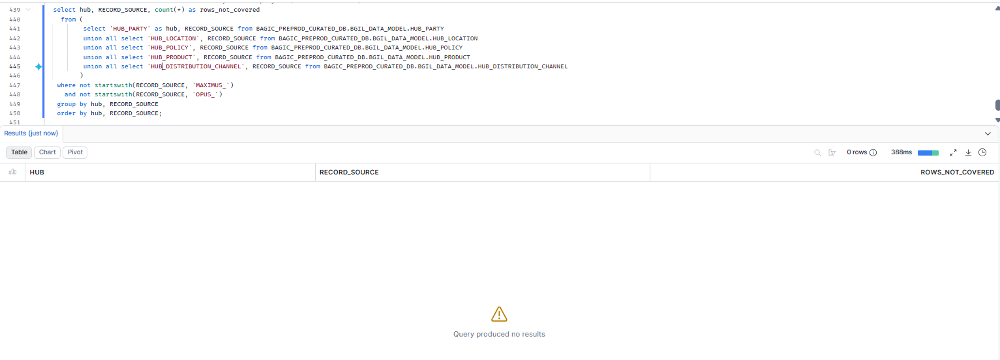 439 select hub, RECORD_SOURCE, count(*) as rows_not_covered
440 from (
441 select 'HUB_PARTY' as hub, RECORD_SOURCE from BAGIC_PREPROD_CURATED_DB.BGIL_DATA_MODEL.HUB_PARTY
442 union all select 'HUB_LOCATION', RECORD_SOURCE from BAGIC_PREPROD_CURATED_DB.BGIL_DATA_MODEL.HUB_LOCATION
443 union all select 'HUB_POLICY', RECORD_SOURCE from BAGIC_PREPROD_CURATED_DB.BGIL_DATA_MODEL.HUB_POLICY
444 union all select 'HUB_PRODUCT', RECORD_SOURCE from BAGIC_PREPROD_CURATED_DB.BGIL_DATA_MODEL.HUB_PRODUCT
445 union all select 'HUB_DISTRIBUTION_CHANNEL', RECORD_SOURCE from BAGIC_PREPROD_CURATED_DB.BGIL_DATA_MODEL.HUB_DISTRIBUTION_CHANNEL
446 )
447 where not startswith(RECORD_SOURCE, 'MAXIMUS_')
448 and not startswith(RECORD_SOURCE, 'OPUS_')
449 group by hub, RECORD_SOURCE
450 order by hub, RECORD_SOURCE;
451
Results (just now)
Table Chart Pivot 0 rows 388ms
HUB RECORD_SOURCE ROWS_NOT_COVERED
Query produced no results